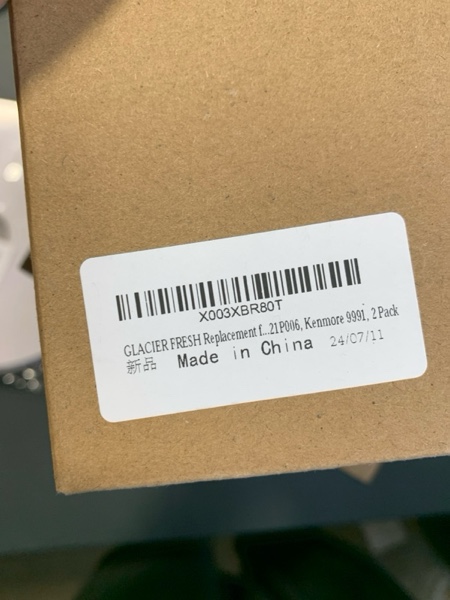 X003XBR80T
GLACIER FRESH Replacement f...21P006, Kenmore 9991, 2 Pack
新品 Made in China 24/07/11